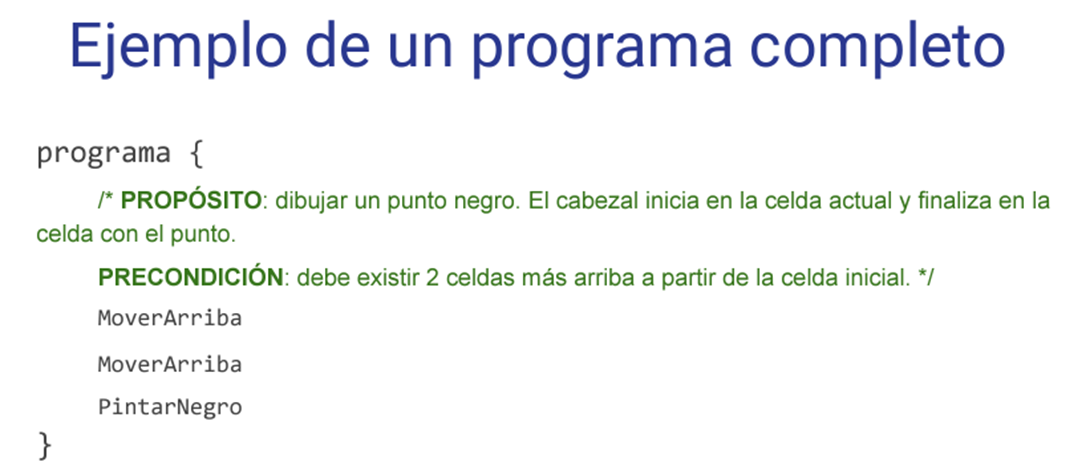 Ejemplo de un programa completo
programa {
/* PROPÓSITO: dibujar un punto negro. El cabezal inicia en la celda actual y finaliza en la
celda con el punto.
PRECONDICIÓN: debe existir 2 celdas más arriba a partir de la celda inicial. */
MoverArriba
MoverArriba
PintarNegro
}